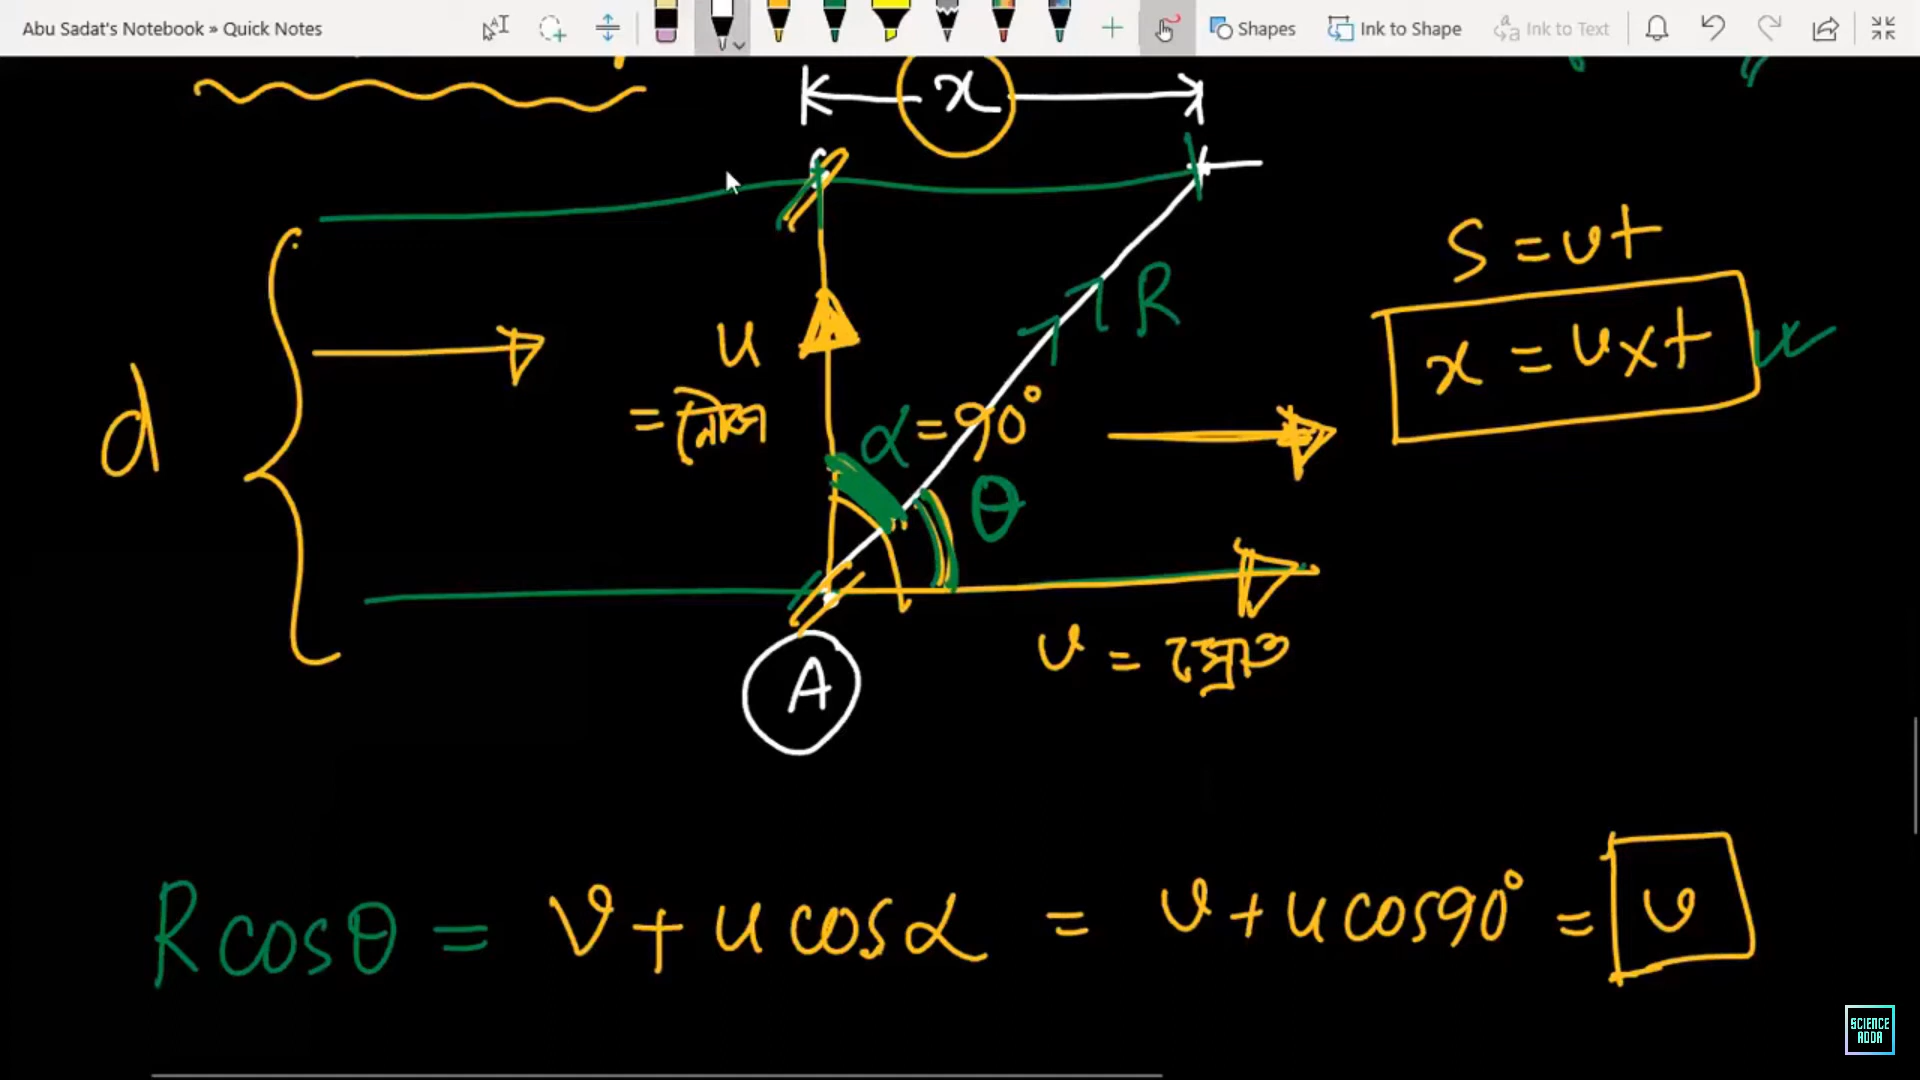 Abu Sadat's Notebook » Quick Notes
Shapes
Ink to Shape
Ink to Text
x
S = vt
R
u
x = v×t
d
α = 90°
θ
v = স্রোত
A
R cosθ = v + u cosα = v + u cos90° = v
SCIENCE
ADDA